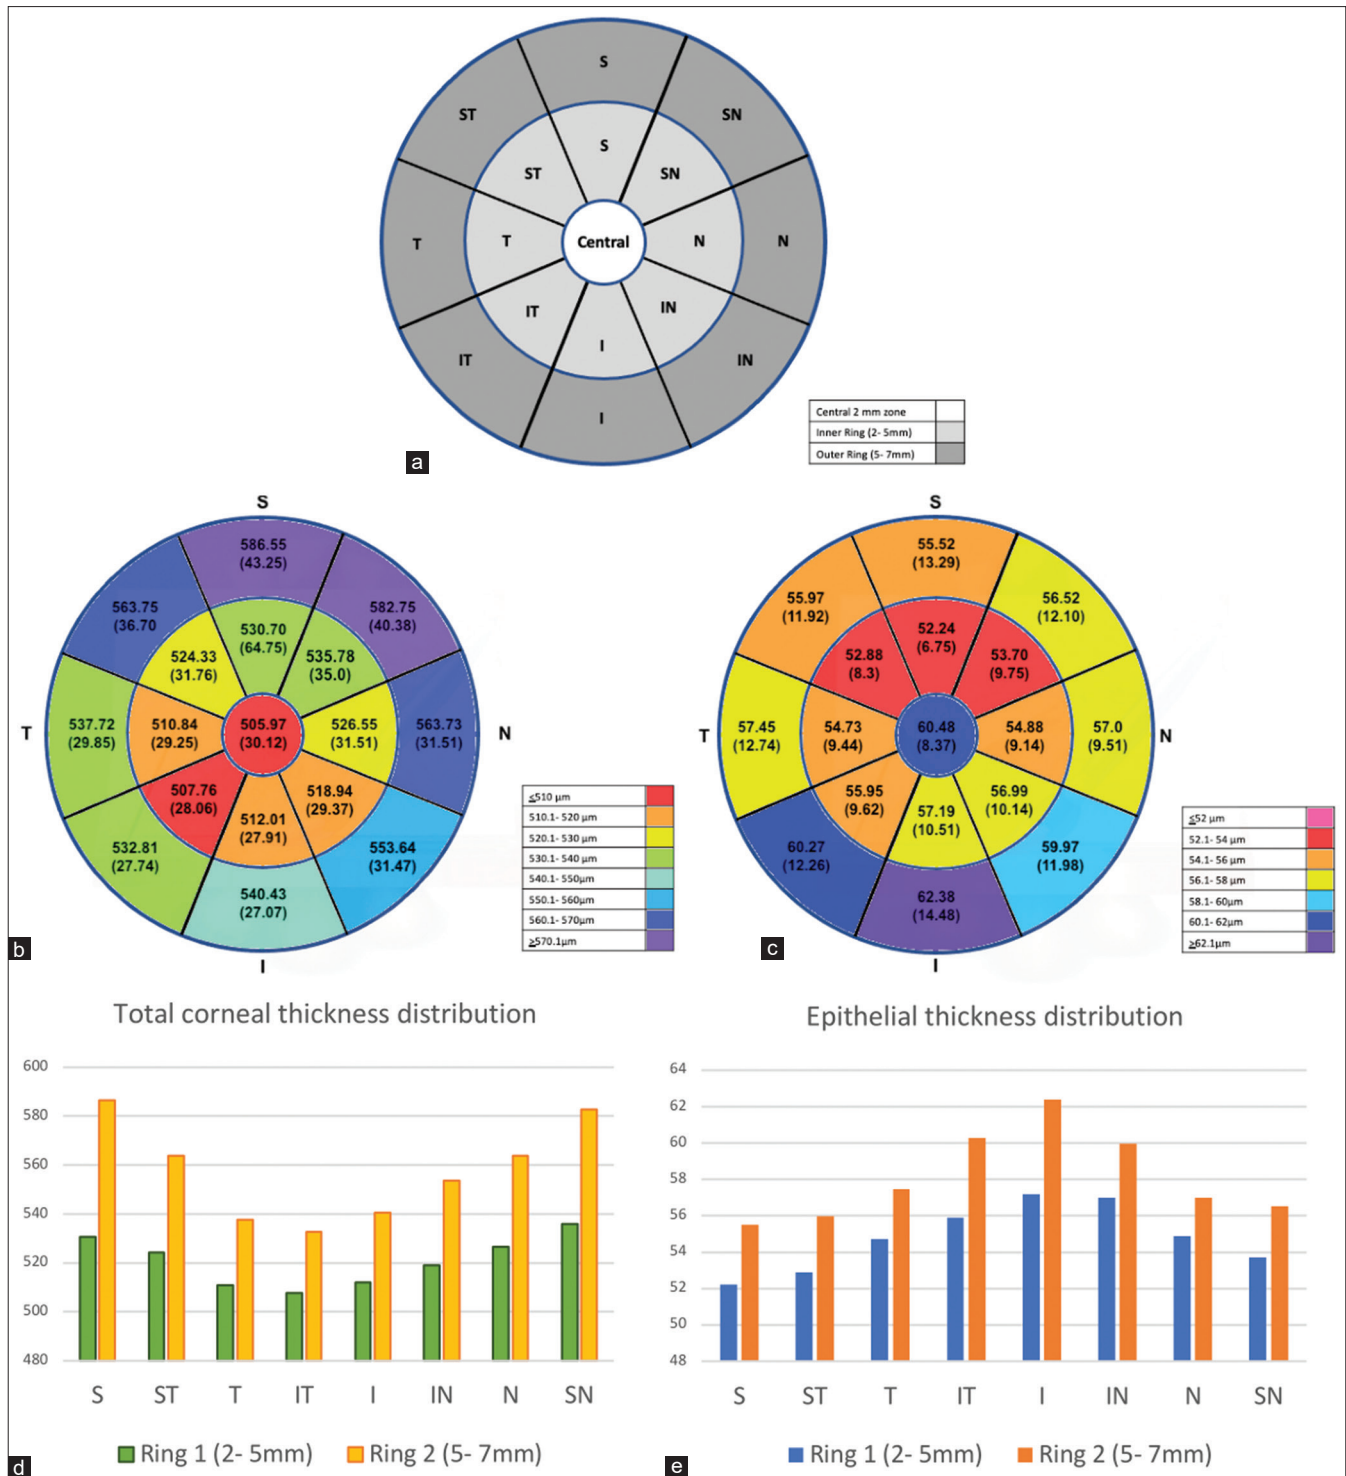 S
ST
SN
S
ST
SN
T
T
Central
N
N
IT
IN
I
IT
IN
I
Central 2 mm zone
Inner Ring (2- 5mm)
Outer Ring (5- 7mm)
a
S
586.55
(43.25)
563.75
(36.70
582.75
(40.38)
530.70
(64.75)
524.33
(31.76)
535.78
(35.0)
T
537.72
(29.85)
510.84
(29.25)
505.97
(30.12)
526.55
(31.51)
563.73
(31.51)
N
507.76
(28.06)
518.94
(29.37)
512.01
(27.91)
532.81
(27.74)
553.64
(31.47)
540.43
(27.07)
I
≤510 µm
510.1- 520 µm
520.1- 530 µm
530.1- 540 µm
540.1- 550µm
550.1- 560µm
560.1- 570µm
≥570.1µm
b
S
55.52
(13.29)
55.97
(11.92)
56.52
(12.10)
52.24
(6.75)
52.88
(8.3)
53.70
(9.75)
T
57.45
(12.74)
54.73
(9.44)
60.48
(8.37)
54.88
(9.14)
57.0
(9.51)
N
55.95
(9.62)
56.99
(10.14)
57.19
(10.51)
60.27
(12.26)
59.97
(11.98)
62.38
(14.48)
I
≤52 µm
52.1- 54 µm
54.1- 56 µm
56.1- 58 µm
58.1- 60µm
60.1- 62µm
≥62.1µm
c
Total corneal thickness distribution
600
580
560
540
520
500
480
S ST T IT I IN N SN
Ring 1 (2- 5mm) Ring 2 (5- 7mm)
d
Epithelial thickness distribution
64
62
60
58
56
54
52
50
48
S ST T IT I IN N SN
Ring 1 (2- 5mm) Ring 2 (5- 7mm)
e